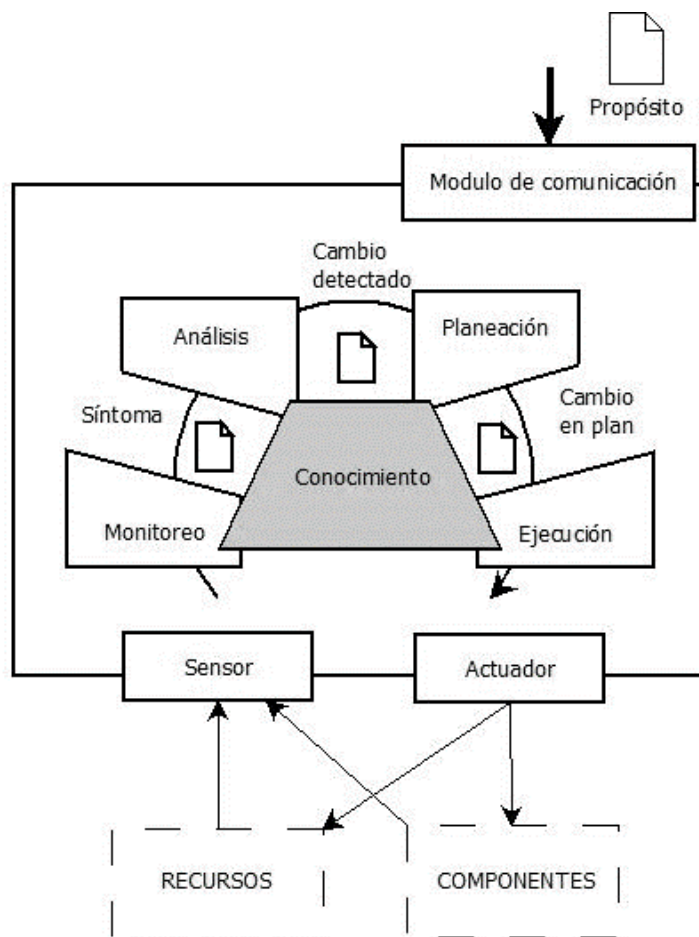 Propósito
Modulo de comunicación
Cambio
detectado
Análisis
Planeación
Síntoma
Cambio
en plan
Conocimiento
Monitoreo
Ejecución
Sensor
Actuador
RECURSOS
COMPONENTES